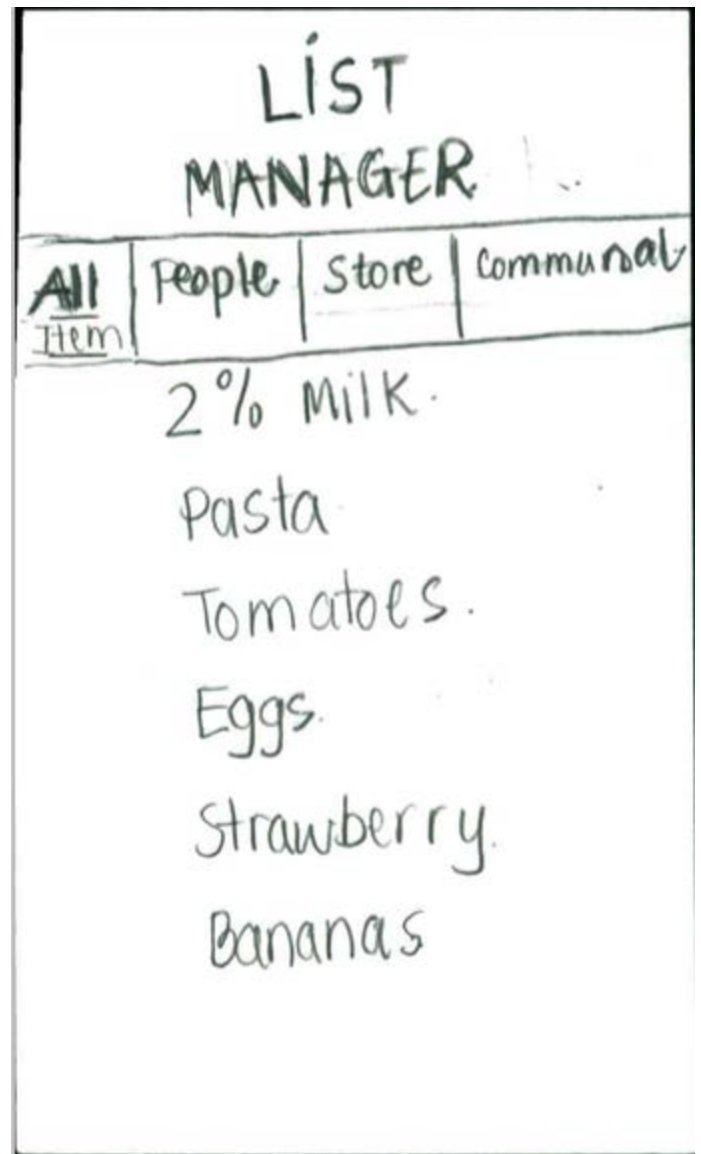 LIST
MANAGER
All Item People Store Communal
2% Milk.
Pasta
Tomatoes.
Eggs.
Strawberry.
Bananas